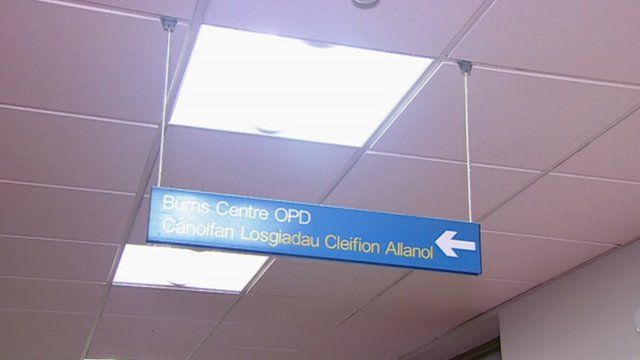 Burns Centre OPD
Canolfan Losgiadau Cleifion Allanol